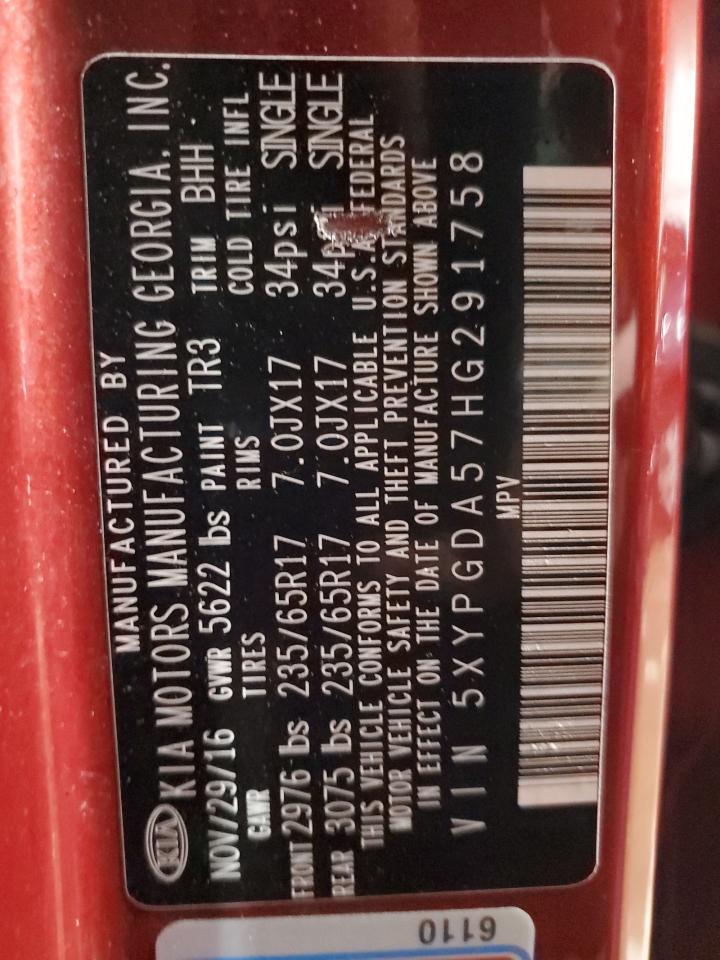 MANUFACTURED BY
KIA KIA MOTORS MANUFACTURING GEORGIA. INC.
NOV/29/16 GVWR 5622 lbs PAINT TR3 TRIM BHH
GAWR TIRES RIMS COLD TIRE INFL
FRONT 2976 lbs 235/65R17 7.0JX17 34psi SINGLE
REAR 3075 lbs 235/65R17 7.0JX17 34psi SINGLE
THIS VEHICLE CONFORMS TO ALL APPLICABLE U.S.A FEDERAL
MOTOR VEHICLE SAFETY AND THEFT PREVENTION STANDARDS
IN EFFECT ON THE DATE OF MANUFACTURE SHOWN ABOVE
VIN 5XYPGDA57HG291758
MPV
6110